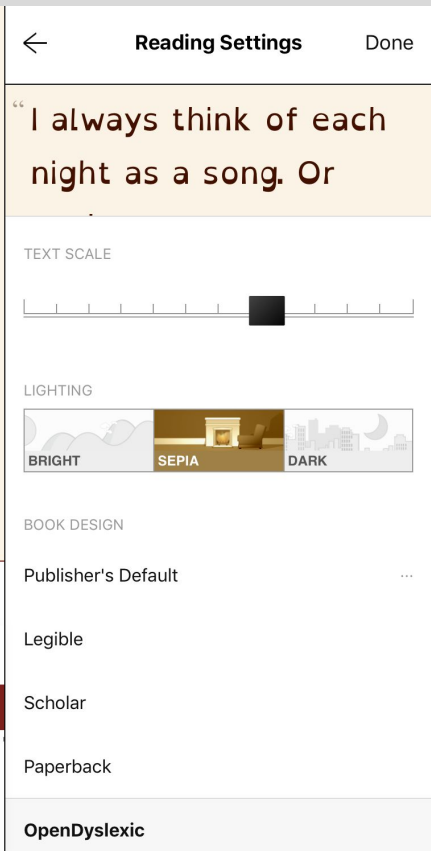 Reading Settings Done
“I always think of each
night as a song. Or
TEXT SCALE
LIGHTING
BRIGHT SEPIA DARK
BOOK DESIGN
Publisher's Default ...
Legible
Scholar
Paperback
OpenDyslexic